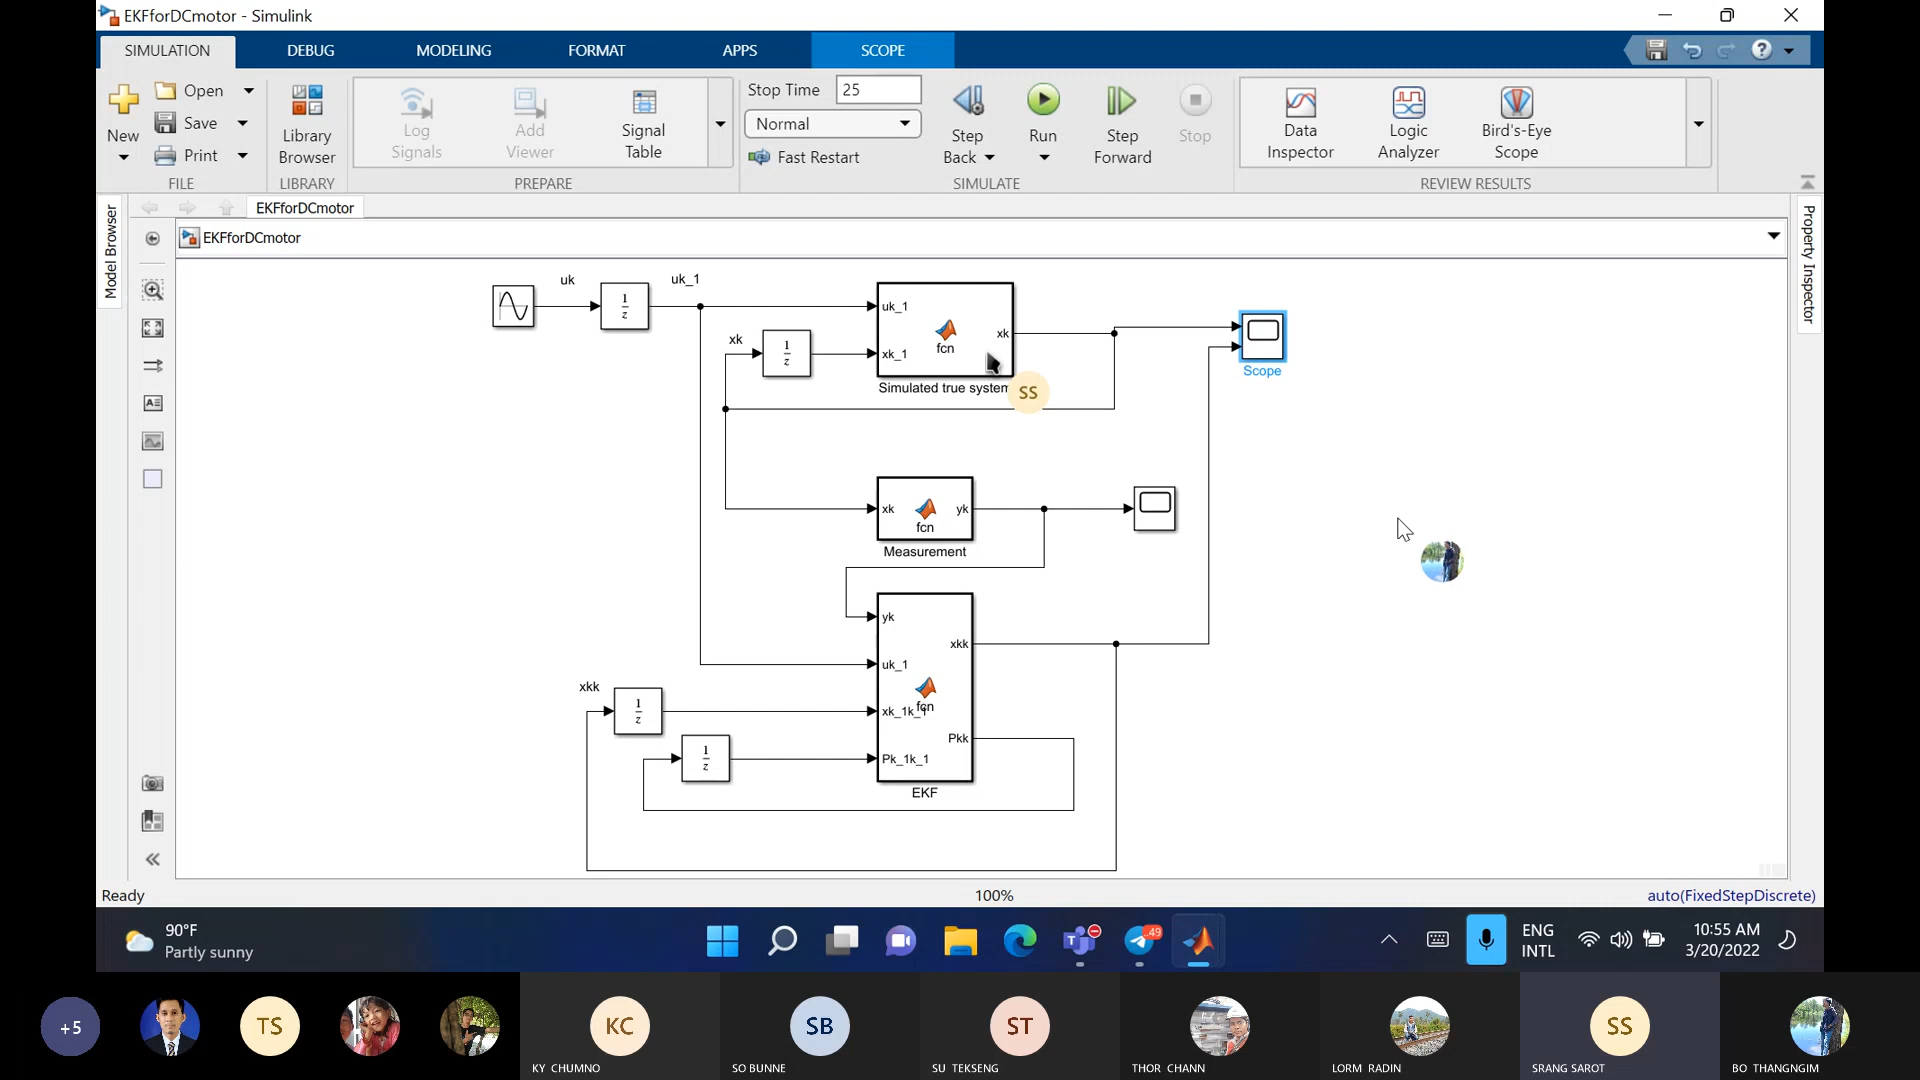 EKFforDCmotor - Simulink
SIMULATION
DEBUG
MODELING
FORMAT
APPS
SCOPE
New
Open
Save
Print
FILE
Library
Browser
LIBRARY
Log
Signals
Add
Viewer
Signal
Table
PREPARE
Stop Time 25
Normal
Fast Restart
Step
Back
Run
Step
Forward
Stop
SIMULATE
Data
Inspector
Logic
Analyzer
Bird's-Eye
Scope
REVIEW RESULTS
Model Browser
EKFforDCmotor
EKFforDCmotor
Property Inspector
uk
1
z
uk_1
uk_1
xk
1
z
xk_1
fcn
xk
Simulated true system
SS
Scope
xk
fcn
yk
Measurement
yk
uk_1
xk_1k_1
Pk_1k_1
fcn
xkk
Pkk
EKF
xkk
1
z
1
z
Ready
100%
auto(FixedStepDiscrete)
90°F
Partly sunny
49
ENG
INTL
10:55 AM
3/20/2022
+5
TS
KC
KY CHUMNO
SB
SO BUNNE
ST
SU TEKSENG
THOR CHANN
LORM RADIN
SS
SRANG SAROT
BO THANGNGIM